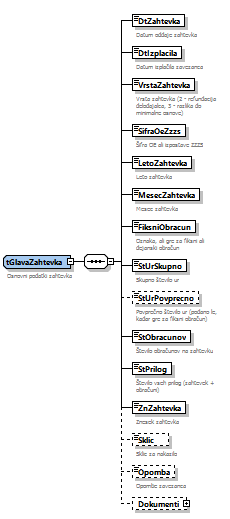 DtZahtevka
Datum oddaje zahtevka
DtIzplacila
Datum izplačila zavezanca
VrstaZahtevka
Vrsta zahtevka (2 - refundacija
delodajalca, 3 - razlika do
minimalne osnove)
SifraOeZzzs
Šifra OE ali izpostave ZZZS
LetoZahtevka
Leto zahtevka
MesecZahtevka
Mesec zahtevka
FiksniObracun
Oznaka, ali gre za fiksni ali
dejanski obračun
tGlavaZahtevka
Osnovni podatki zahtevka
StUrSkupno
Skupno število ur
StUrPovprecno
Povprečno število ur (podano le,
kadar gre za fiksni obračun)
StObracunov
Število obračunov na zahtevku
StPrilog
Število vseh prilog (zahtevek +
obračuni)
ZnZahtevka
Znesek zahtevka
Sklic
Sklic za nakazilo
Opomba
Opombe zavezanca
Dokumenti